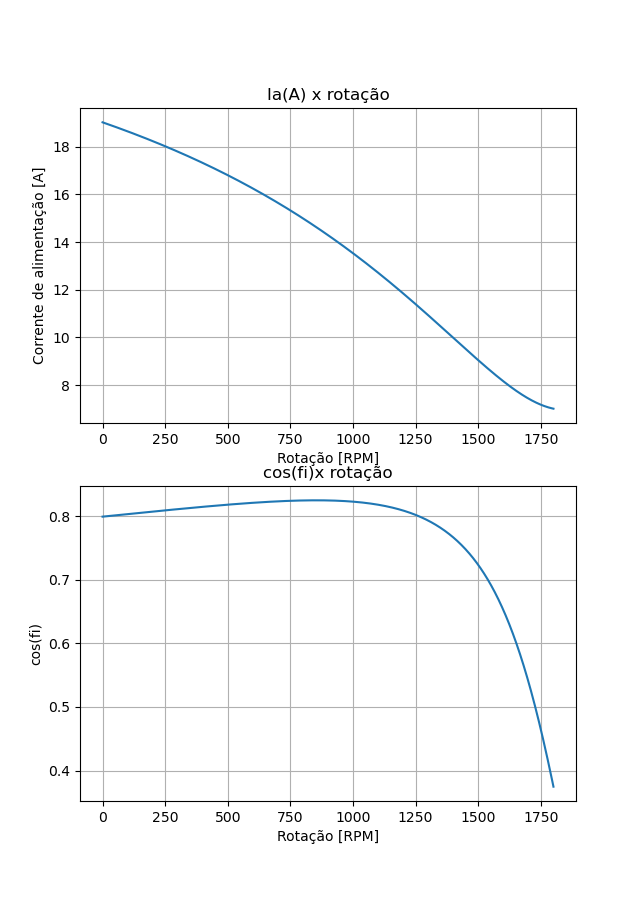 Ia(A) x rotação
Corrente de alimentação [A]
18
16
14
12
10
8
0 250 500 750 1000 1250 1500 1750
Rotação [RPM]
cos(fi)x rotação
cos(fi)
0.8
0.7
0.6
0.5
0.4
0 250 500 750 1000 1250 1500 1750
Rotação [RPM]